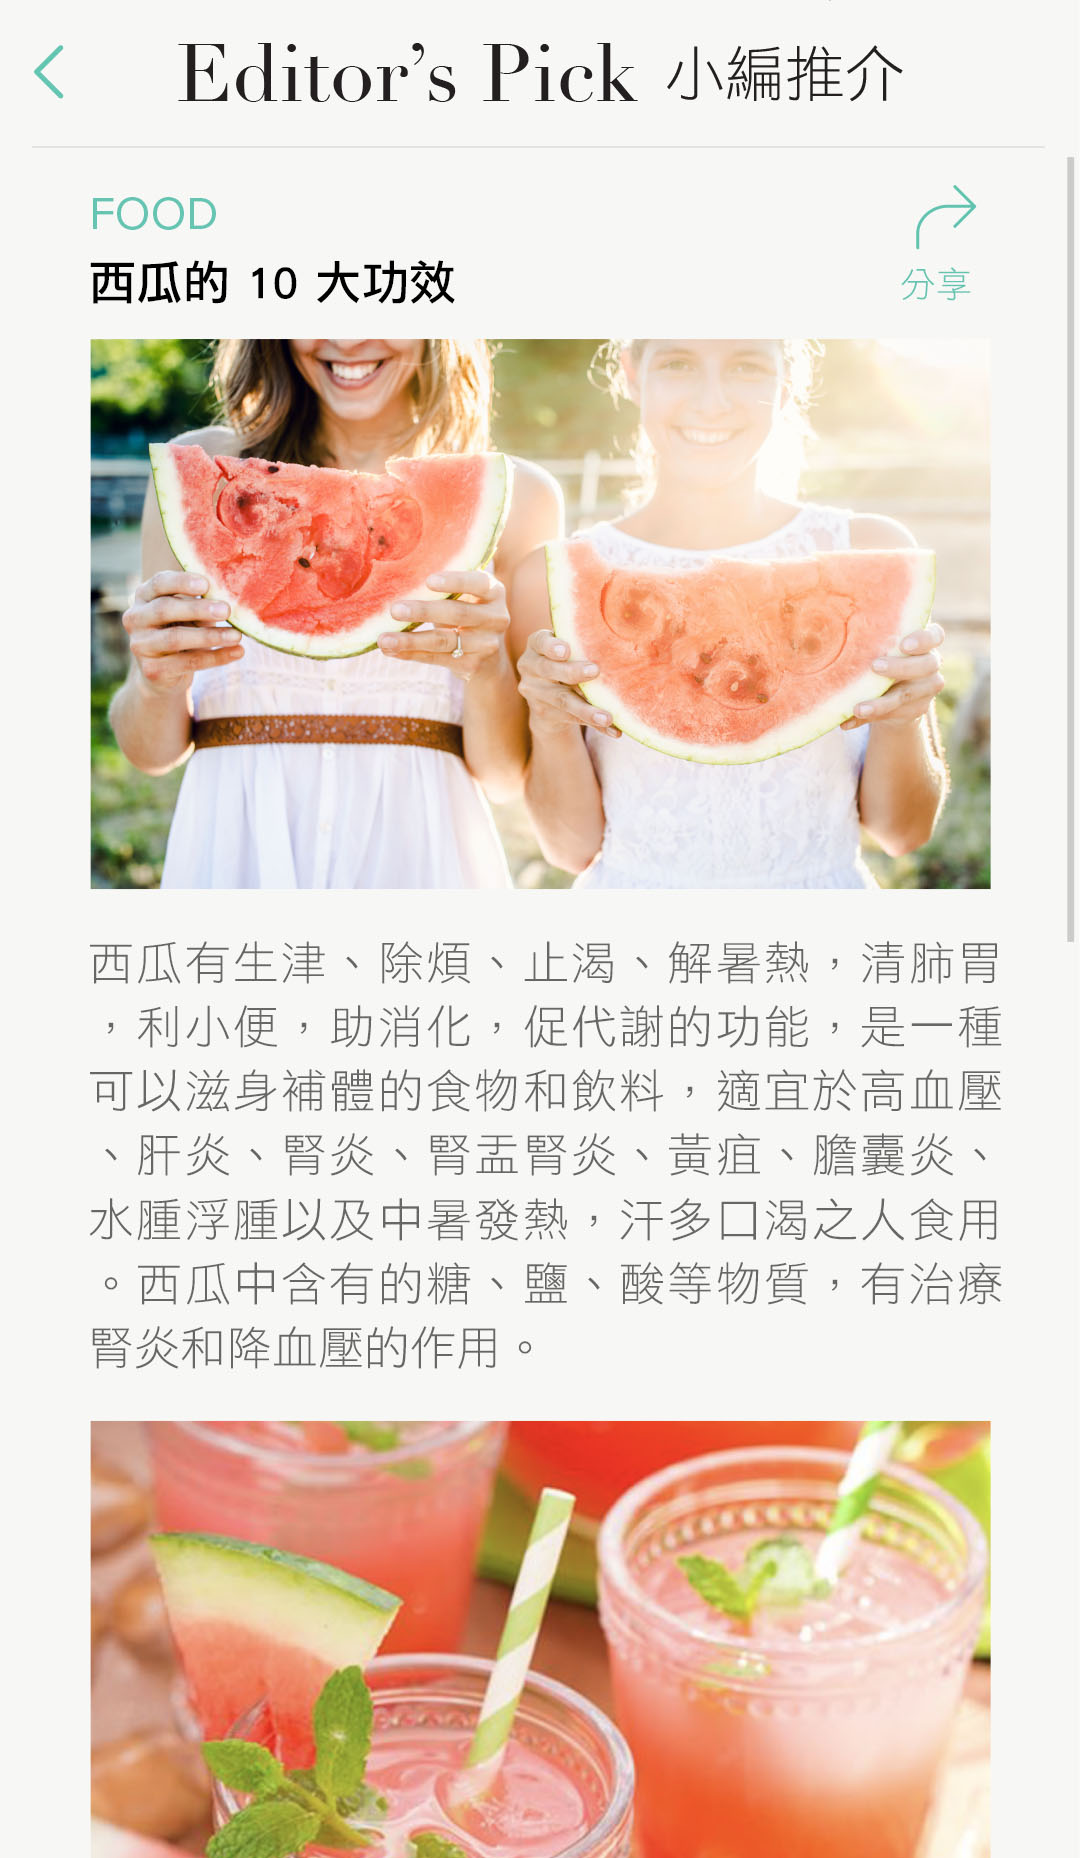 Editor’s Pick 小編推介
FOOD
西瓜的 10 大功效
分享
西瓜有生津、除煩、止渴、解暑熱，清肺胃
，利小便，助消化，促代謝的功能，是一種
可以滋身補體的食物和飲料，適宜於高血壓
、肝炎、腎炎、腎盂腎炎、黃疸、膽囊炎、
水腫浮腫以及中暑發熱，汗多口渴之人食用
。西瓜中含有的糖、鹽、酸等物質，有治療
腎炎和降血壓的作用。